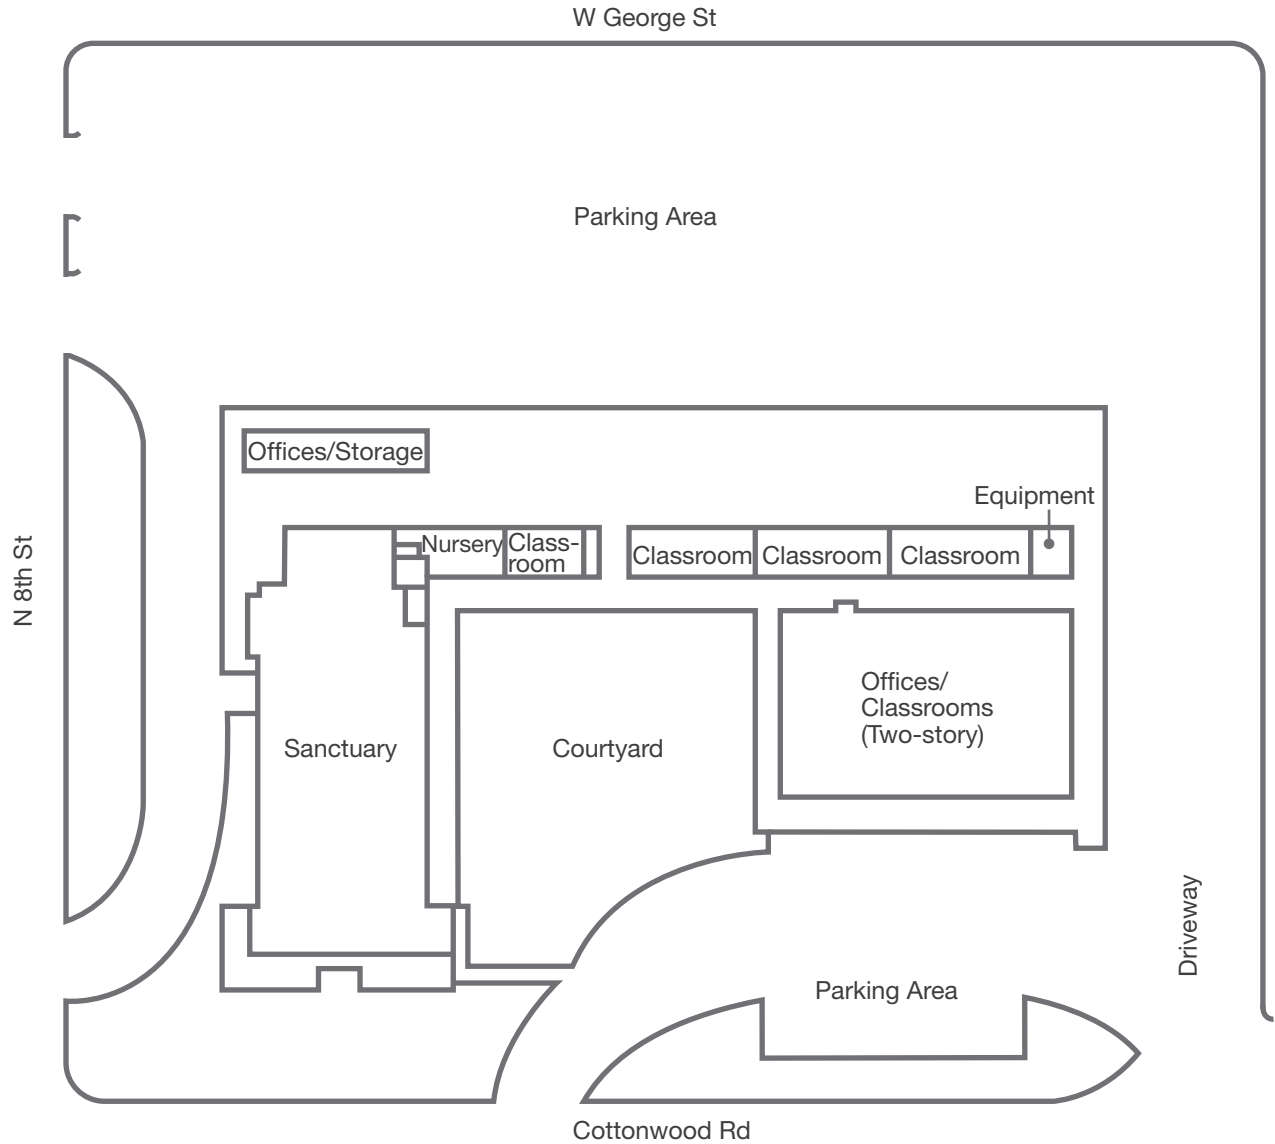 W George St
Parking Area
Offices/Storage
Equipment
Nursery
Class-
room
Classroom
Classroom
Classroom
N 8th St
Offices/
Classrooms
(Two-story)
Sanctuary
Courtyard
Driveway
Parking Area
Cottonwood Rd